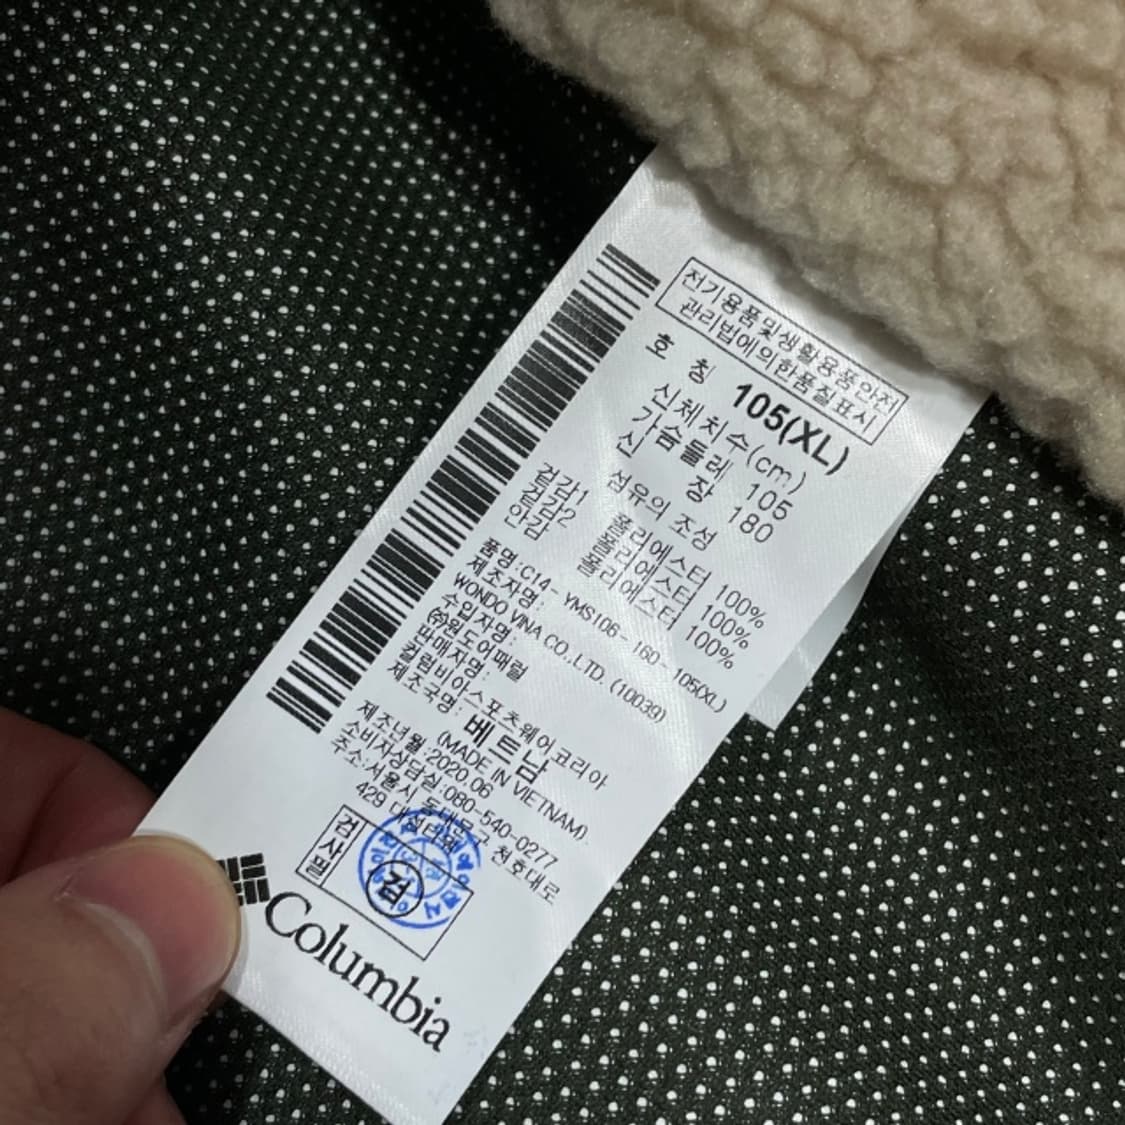 전기용품및생활용품안전
관리법에의한품질표시
호 칭 105(XL)
신체치수(cm)
가슴둘레 105
신 장 180
섬유의 조성
겉감1 폴리에스터 100%
겉감2 폴리에스터 100%
안감 폴리에스터 100%
품명:C14-YMS106-160-105(XL)
제조자명:
WONDO VINA CO.,LTD. (10039)
수입자명:
㈜원도어패럴
판매자명:
컬럼비아스포츠웨어코리아
제조국명: 베트남
(MADE IN VIETNAM)
제조년월:2020.06
소비자상담실:080-540-0277
주소:서울시 동대문구 천호대로
429 대
검사필
검
Columbia